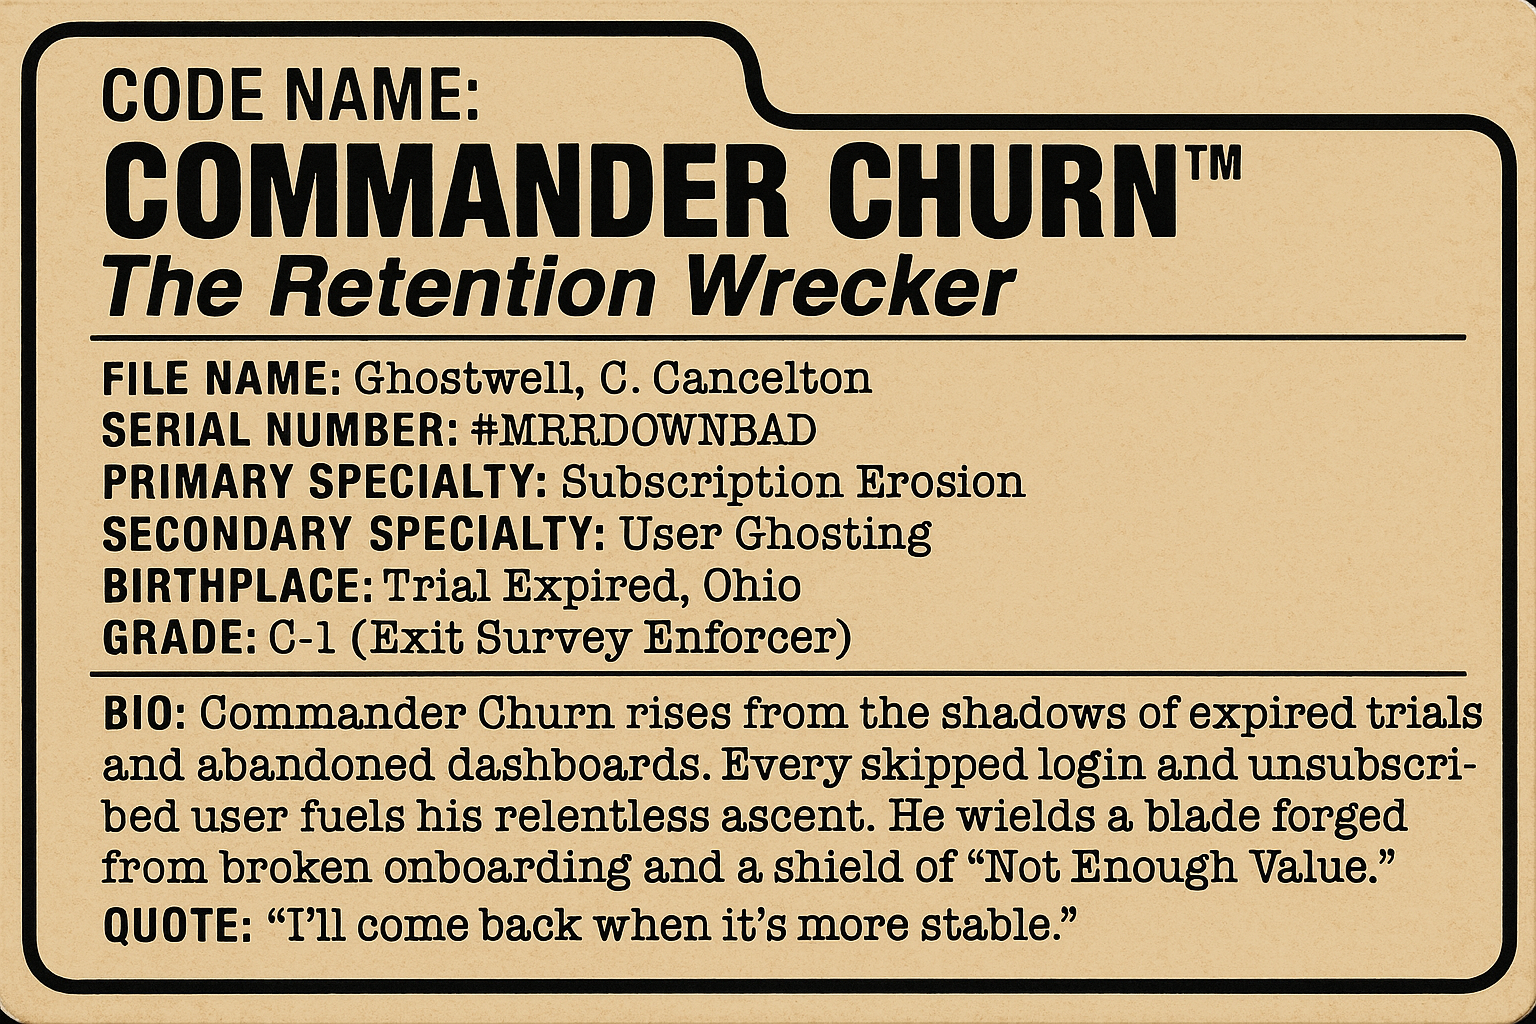 CODE NAME:
COMMANDER CHURN™
The Retention Wrecker
FILE NAME: Ghostwell, C. Cancelton
SERIAL NUMBER: #MRRDOWNBAD
PRIMARY SPECIALTY: Subscription Erosion
SECONDARY SPECIALTY: User Ghosting
BIRTHPLACE: Trial Expired, Ohio
GRADE: C-1 (Exit Survey Enforcer)
BIO: Commander Churn rises from the shadows of expired trials
and abandoned dashboards. Every skipped login and unsubscri-
bed user fuels his relentless ascent. He wields a blade forged
from broken onboarding and a shield of “Not Enough Value.”
QUOTE: “I’ll come back when it’s more stable.”